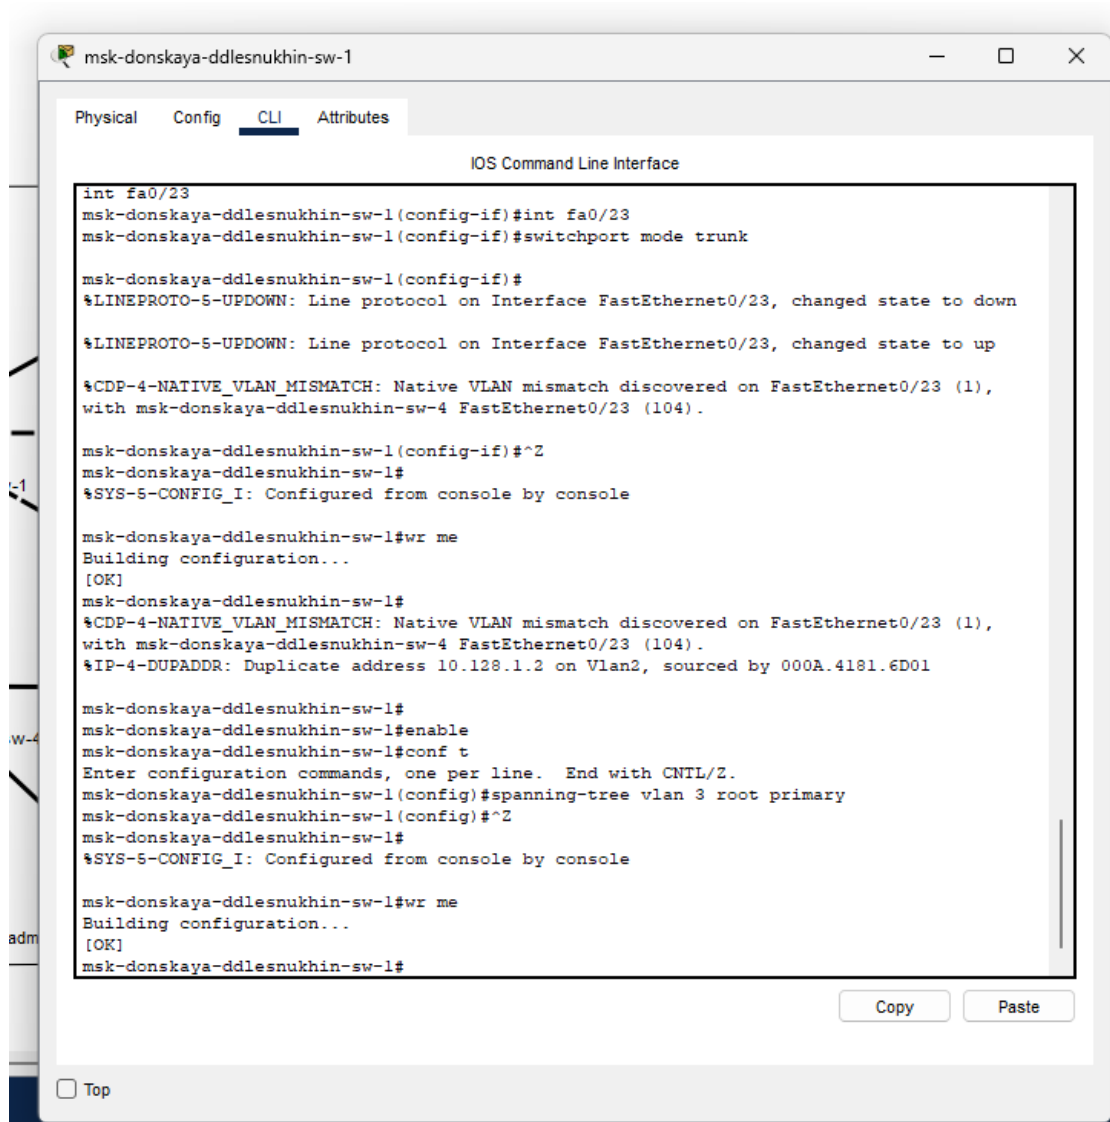 msk-donskaya-ddlesnukhin-sw-1
Physical Config CLI Attributes
IOS Command Line Interface
int fa0/23
msk-donskaya-ddlesnukhin-sw-1(config-if)#int fa0/23
msk-donskaya-ddlesnukhin-sw-1(config-if)#switchport mode trunk
msk-donskaya-ddlesnukhin-sw-1(config-if)#
%LINEPROTO-5-UPDOWN: Line protocol on Interface FastEthernet0/23, changed state to down
%LINEPROTO-5-UPDOWN: Line protocol on Interface FastEthernet0/23, changed state to up
%CDP-4-NATIVE_VLAN_MISMATCH: Native VLAN mismatch discovered on FastEthernet0/23 (1),
with msk-donskaya-ddlesnukhin-sw-4 FastEthernet0/23 (104).
msk-donskaya-ddlesnukhin-sw-1(config-if)#^Z
msk-donskaya-ddlesnukhin-sw-1#
%SYS-5-CONFIG_I: Configured from console by console
msk-donskaya-ddlesnukhin-sw-1#wr me
Building configuration...
[OK]
msk-donskaya-ddlesnukhin-sw-1#
%CDP-4-NATIVE_VLAN_MISMATCH: Native VLAN mismatch discovered on FastEthernet0/23 (1),
with msk-donskaya-ddlesnukhin-sw-4 FastEthernet0/23 (104).
%IP-4-DUPADDR: Duplicate address 10.128.1.2 on Vlan2, sourced by 000A.4181.6D01
msk-donskaya-ddlesnukhin-sw-1#
msk-donskaya-ddlesnukhin-sw-1#enable
msk-donskaya-ddlesnukhin-sw-1#conf t
Enter configuration commands, one per line. End with CNTL/Z.
msk-donskaya-ddlesnukhin-sw-1(config)#spanning-tree vlan 3 root primary
msk-donskaya-ddlesnukhin-sw-1(config)#^Z
msk-donskaya-ddlesnukhin-sw-1#
%SYS-5-CONFIG_I: Configured from console by console
msk-donskaya-ddlesnukhin-sw-1#wr me
Building configuration...
[OK]
msk-donskaya-ddlesnukhin-sw-1#
Copy Paste
Top
-1
w-4
adm